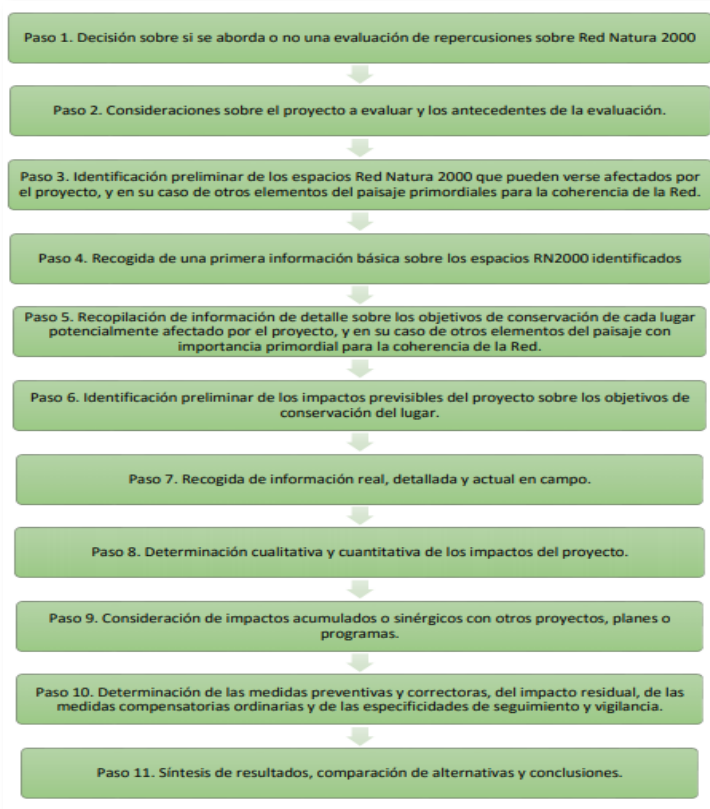 Paso 1. Decisión sobre si se aborda o no una evaluación de repercusiones sobre Red Natura 2000
Paso 2. Consideraciones sobre el proyecto a evaluar y los antecedentes de la evaluación.
Paso 3. Identificación preliminar de los espacios Red Natura 2000 que pueden verse afectados por
el proyecto, y en su caso de otros elementos del paisaje primordiales para la coherencia de la Red.
Paso 4. Recogida de una primera información básica sobre los espacios RN2000 identificados
Paso 5. Recopilación de información de detalle sobre los objetivos de conservación de cada lugar
potencialmente afectado por el proyecto, y en su caso de otros elementos del paisaje con
importancia primordial para la coherencia de la Red.
Paso 6. Identificación preliminar de los impactos previsibles del proyecto sobre los objetivos de
conservación del lugar.
Paso 7. Recogida de información real, detallada y actual en campo.
Paso 8. Determinación cualitativa y cuantitativa de los impactos del proyecto.
Paso 9. Consideración de impactos acumulados o sinérgicos con otros proyectos, planes o
programas.
Paso 10. Determinación de las medidas preventivas y correctoras, del impacto residual, de las
medidas compensatorias ordinarias y de las especificidades de seguimiento y vigilancia.
Paso 11. Síntesis de resultados, comparación de alternativas y conclusiones.